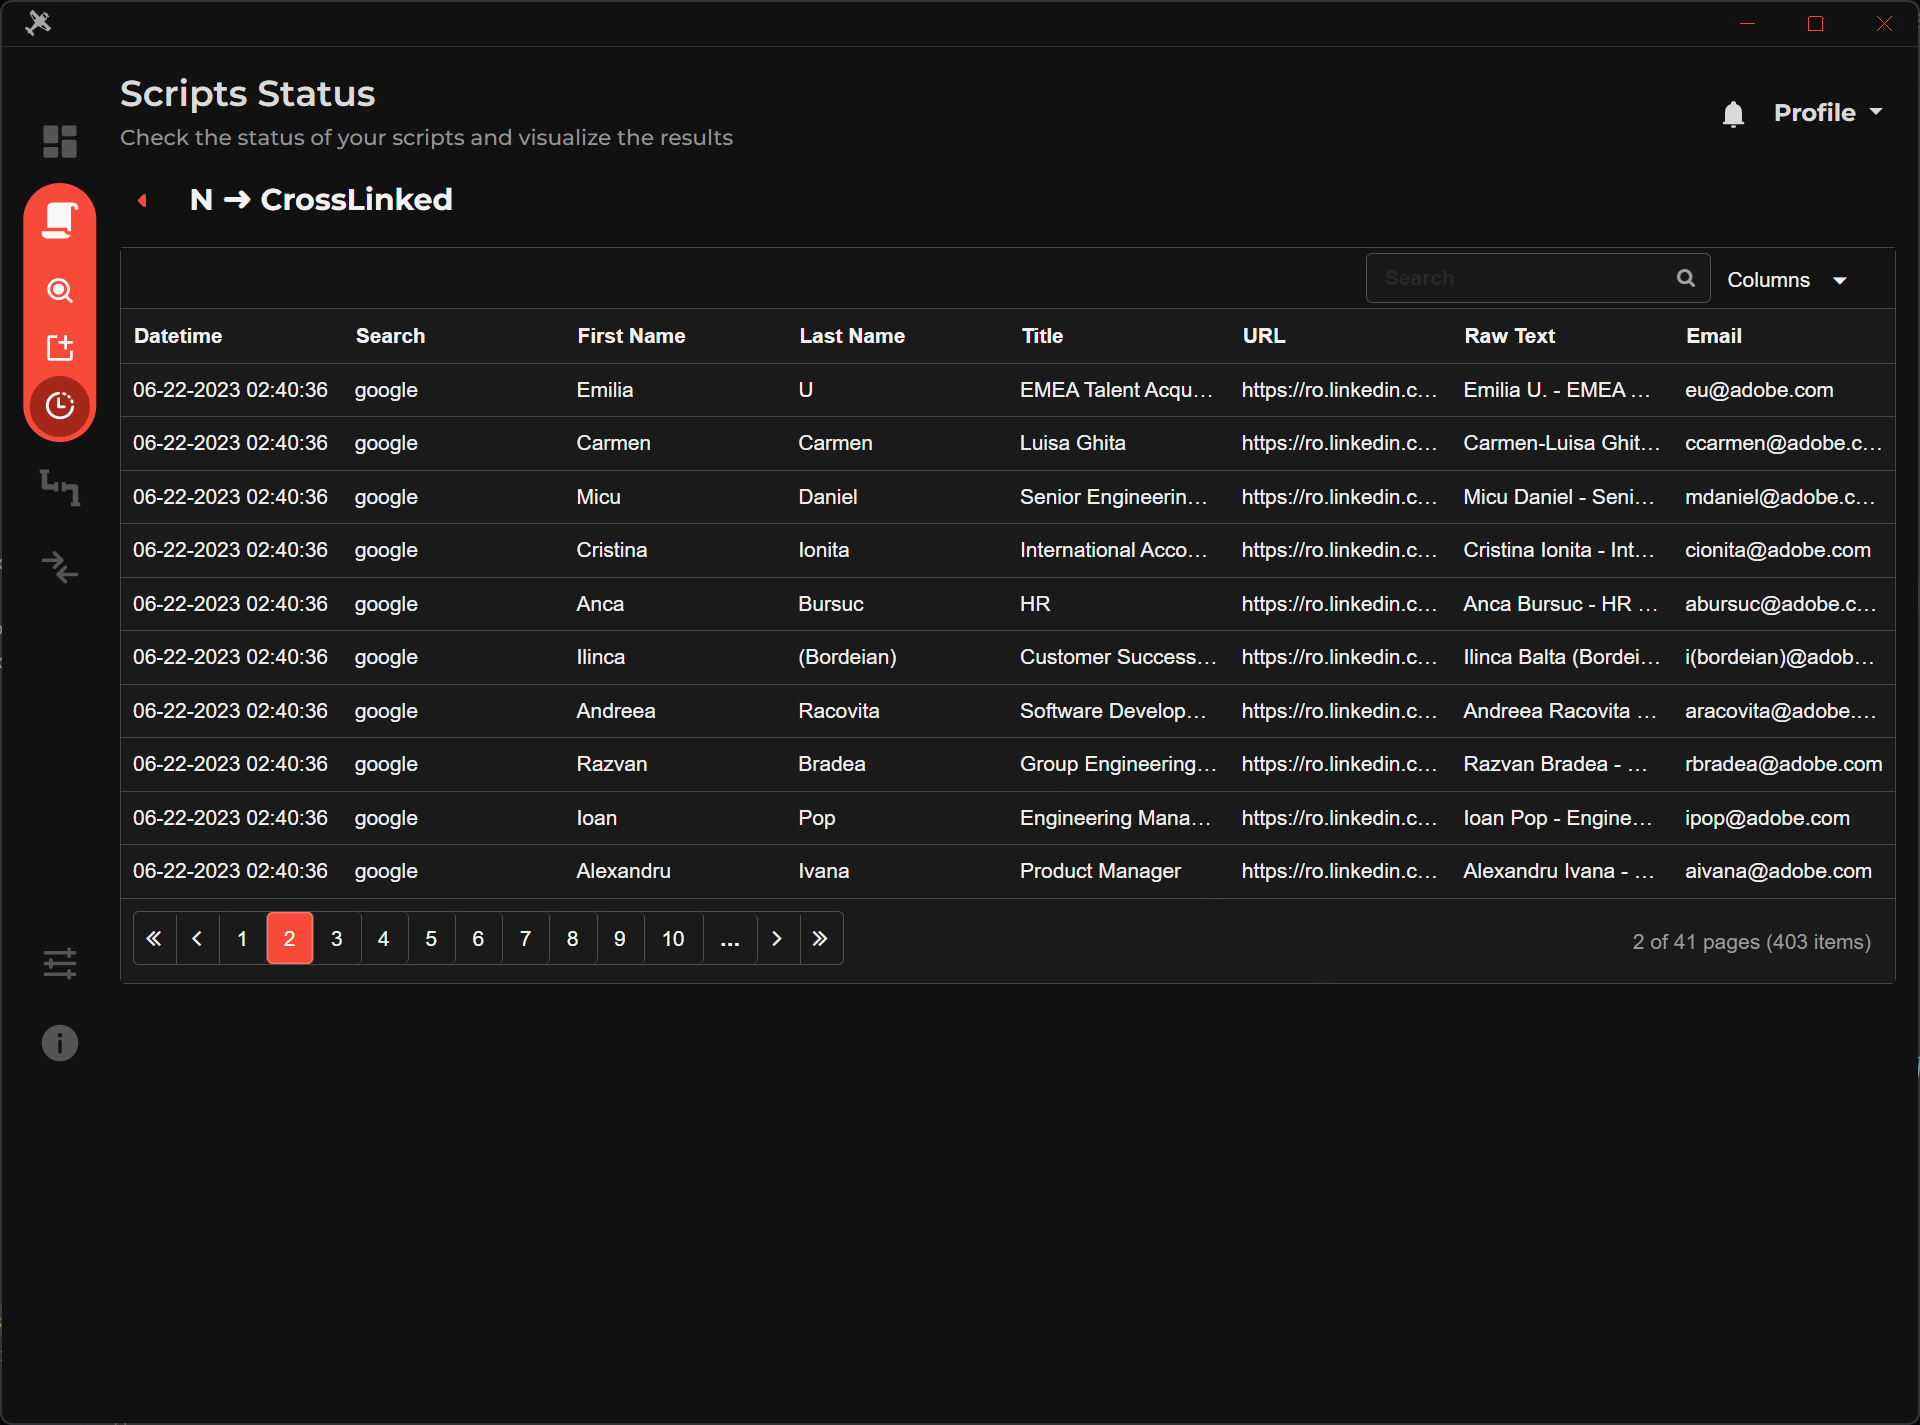 Scripts Status
Check the status of your scripts and visualize the results
Profile
N ➜ CrossLinked
Search
Columns
Datetime Search First Name Last Name Title URL Raw Text Email
06-22-2023 02:40:36 google Emilia U EMEA Talent Acqu... https://ro.linkedin.c... Emilia U. - EMEA ... eu@adobe.com
06-22-2023 02:40:36 google Carmen Carmen Luisa Ghita https://ro.linkedin.c... Carmen-Luisa Ghit... ccarmen@adobe.c...
06-22-2023 02:40:36 google Micu Daniel Senior Engineerin... https://ro.linkedin.c... Micu Daniel - Seni... mdaniel@adobe.c...
06-22-2023 02:40:36 google Cristina Ionita International Acco... https://ro.linkedin.c... Cristina Ionita - Int... cionita@adobe.com
06-22-2023 02:40:36 google Anca Bursuc HR https://ro.linkedin.c... Anca Bursuc - HR ... abursuc@adobe.c...
06-22-2023 02:40:36 google Ilinca (Bordeian) Customer Success... https://ro.linkedin.c... Ilinca Balta (Bordei... i(bordeian)@adob...
06-22-2023 02:40:36 google Andreea Racovita Software Develop... https://ro.linkedin.c... Andreea Racovita ... aracovita@adobe....
06-22-2023 02:40:36 google Razvan Bradea Group Engineering... https://ro.linkedin.c... Razvan Bradea - ... rbradea@adobe.com
06-22-2023 02:40:36 google Ioan Pop Engineering Mana... https://ro.linkedin.c... Ioan Pop - Engine... ipop@adobe.com
06-22-2023 02:40:36 google Alexandru Ivana Product Manager https://ro.linkedin.c... Alexandru Ivana - ... aivana@adobe.com
« < 1 2 3 4 5 6 7 8 9 10 ... > »
2 of 41 pages (403 items)